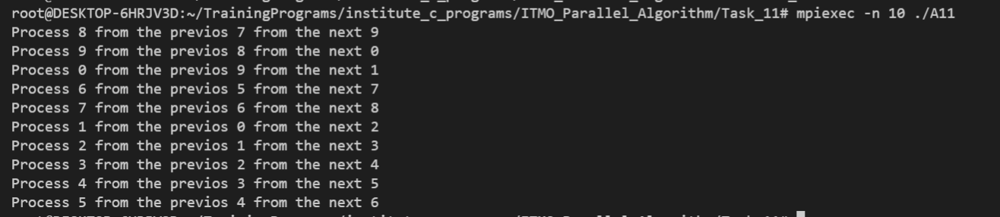 root@DESKTOP-6HRJV3D:~/TrainingPrograms/institute_c_programs/ITMO_Parallel_Algorithm/Task_11# mpiexec -n 10 ./A11
Process 8 from the previos 7 from the next 9
Process 9 from the previos 8 from the next 0
Process 0 from the previos 9 from the next 1
Process 6 from the previos 5 from the next 7
Process 7 from the previos 6 from the next 8
Process 1 from the previos 0 from the next 2
Process 2 from the previos 1 from the next 3
Process 3 from the previos 2 from the next 4
Process 4 from the previos 3 from the next 5
Process 5 from the previos 4 from the next 6